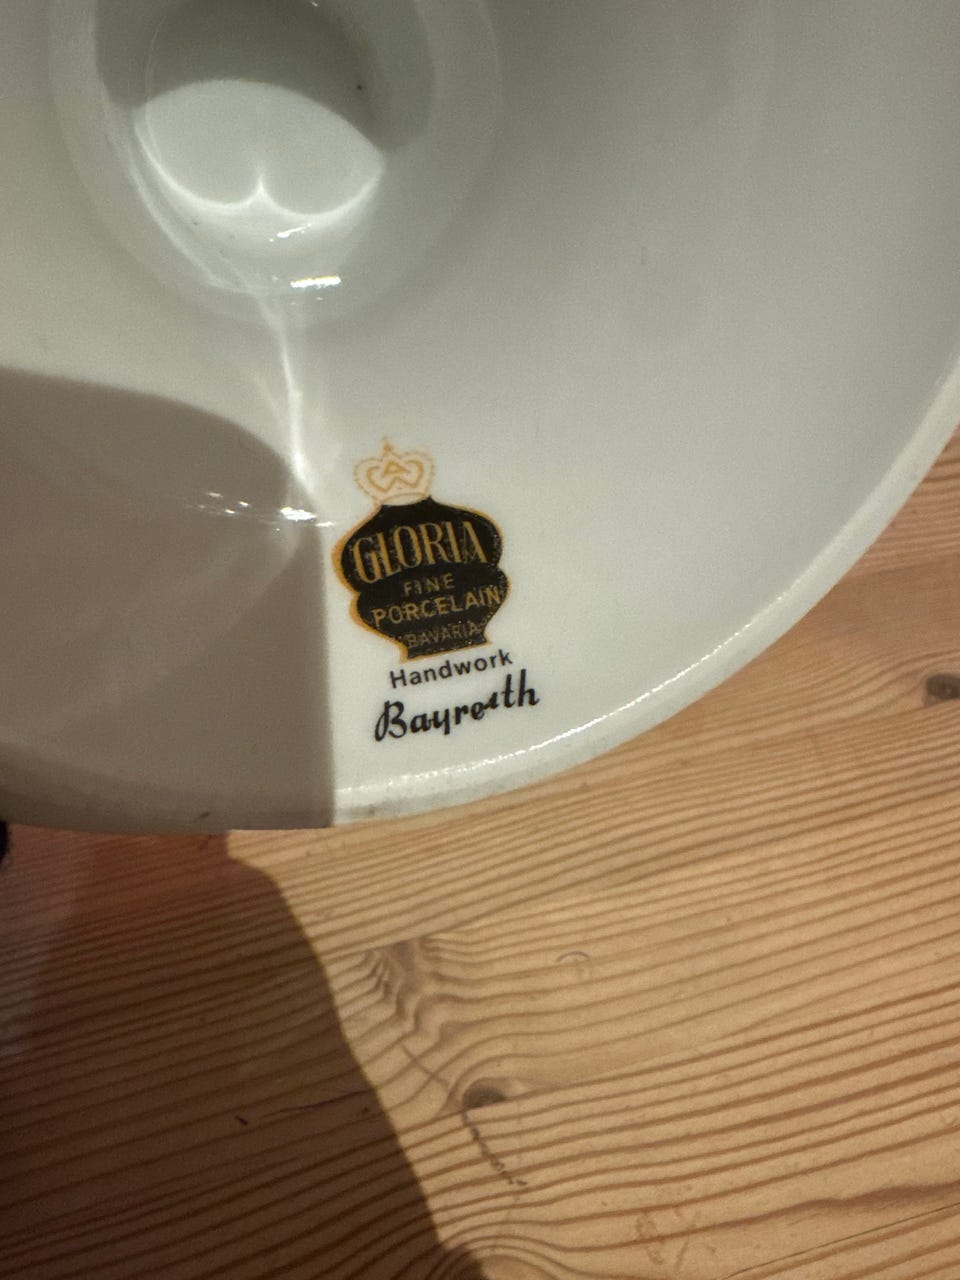 GLORIA
FINE
PORCELAIN
BAVARIA
Handwork
Bayreuth